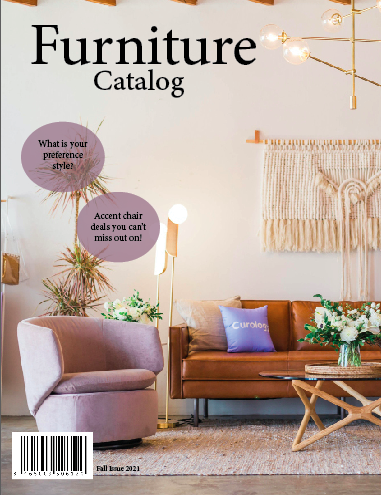 Furniture
Catalog
What is your
preference
style?
Accent chair
deals you can't
miss out on!
Curology
Fall Issue 2021